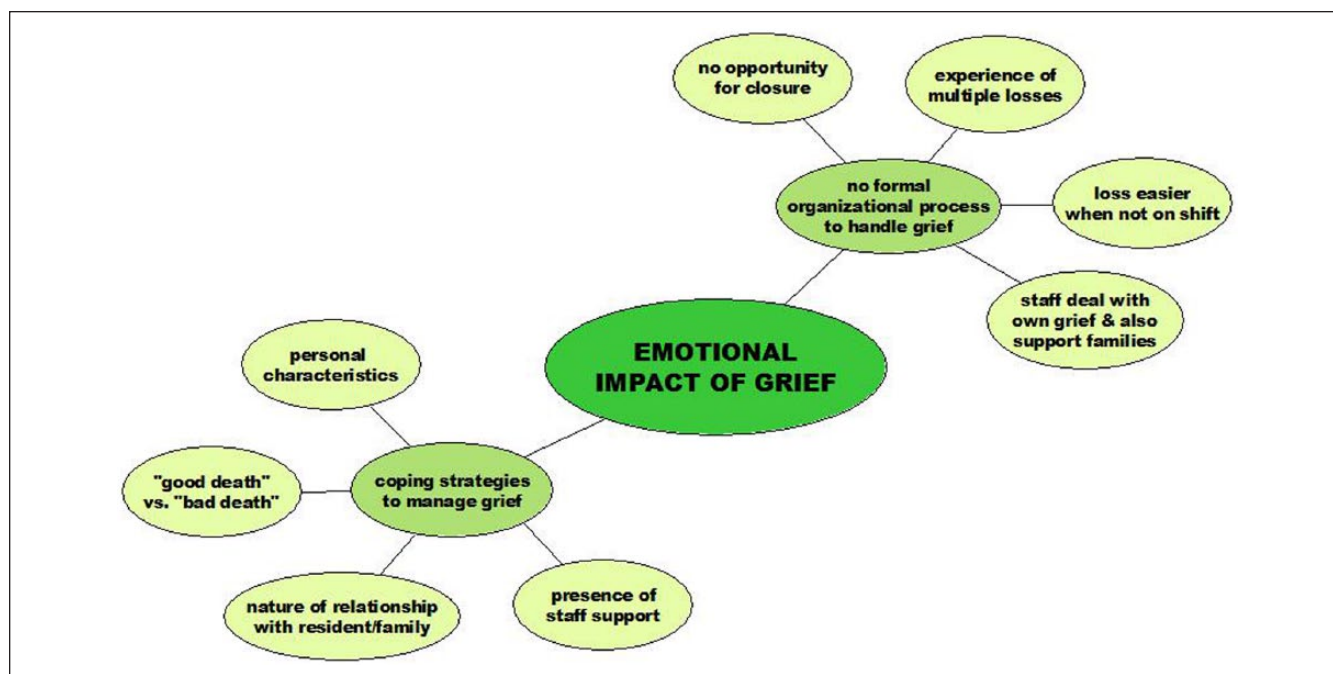 no opportunity
for closure
experience of
multiple losses
no formal
organizational process
to handle grief
loss easier
when not on shift
staff deal with
own grief & also
support families
EMOTIONAL
IMPACT OF GRIEF
personal
characteristics
"good death"
vs. "bad death"
coping strategies
to manage grief
nature of relationship
with resident/family
presence of
staff support